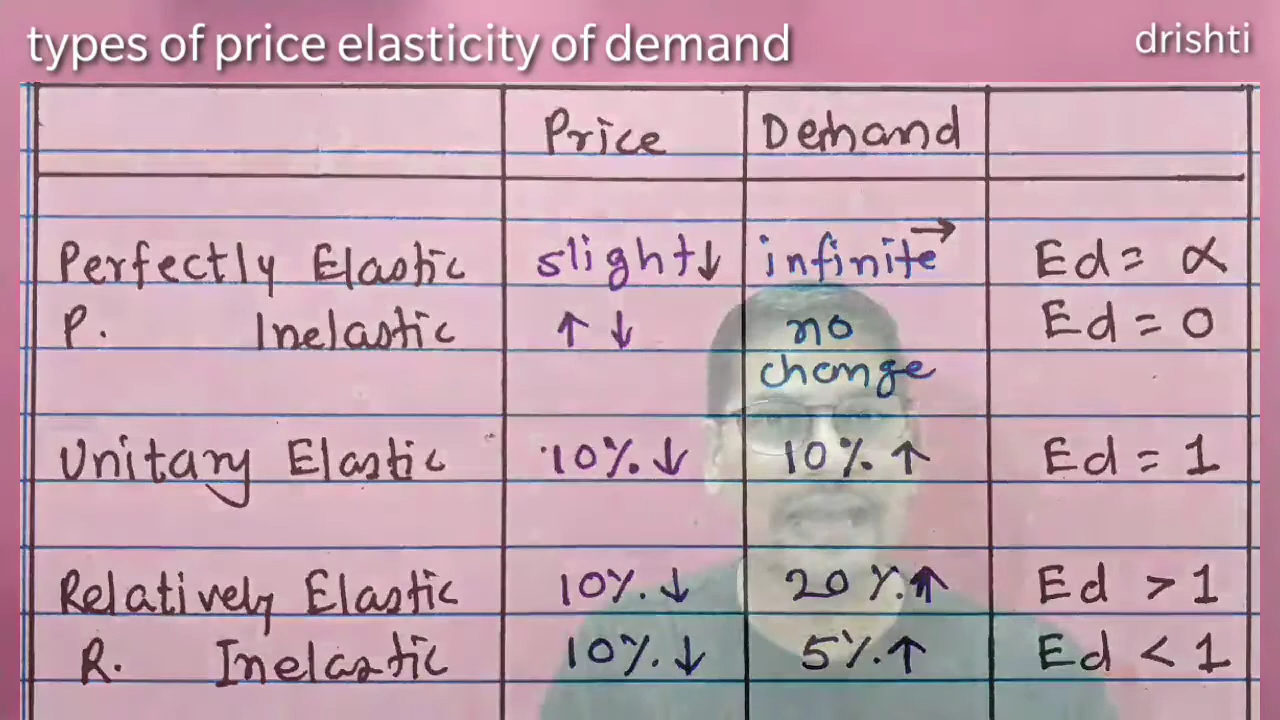 types of price elasticity of demand drishti
Price Demand
Perfectly Elastic slight↓ infinite→ Ed = ∝
P. Inelastic ↑ ↓ no change Ed = 0
Unitary Elastic 10% ↓ 10% ↑ Ed = 1
Relatively Elastic 10% ↓ 20% ↑ Ed > 1
R. Inelastic 10% ↓ 5% ↑ Ed < 1